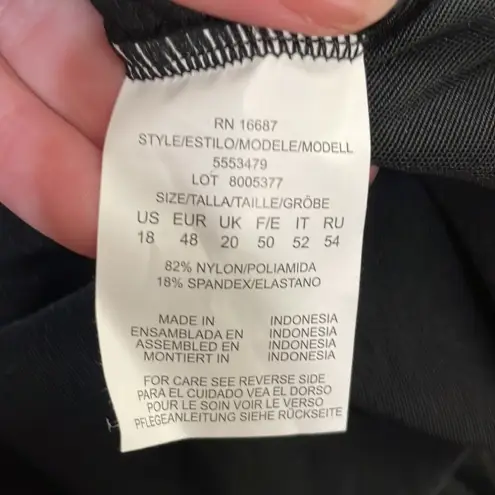 RN 16687
STYLE/ESTILO/MODELE/MODELL
5553479
LOT 8005377
SIZE/TALLA/TAILLE/GRÖBE
US EUR UK F/E IT RU
18 48 20 50 52 54
82% NYLON/POLIAMIDA
18% SPANDEX/ELASTANO
MADE IN INDONESIA
ENSAMBLADA EN INDONESIA
ASSEMBLED EN INDONESIA
MONTIERT IN INDONESIA
FOR CARE SEE REVERSE SIDE
PARA EL CUIDADO VEA EL DORSO
POUR LE SOIN VOIR LE VERSO
PFLEGEANLEITUNG SIEHE RÜCKSEITE